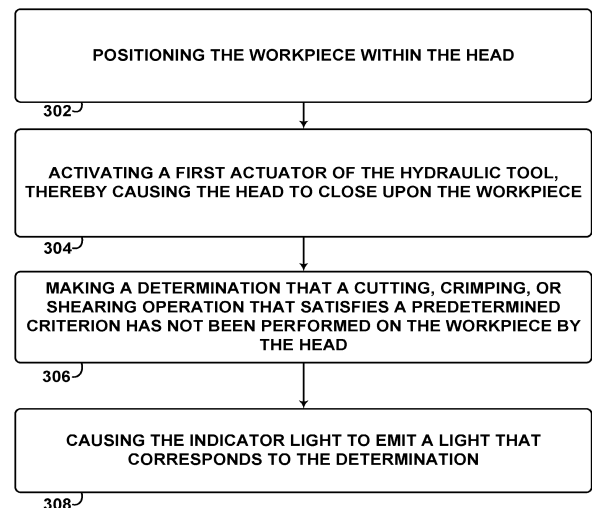 POSITIONING THE WORKPIECE WITHIN THE HEAD
302
ACTIVATING A FIRST ACTUATOR OF THE HYDRAULIC TOOL,
THEREBY CAUSING THE HEAD TO CLOSE UPON THE WORKPIECE
304
MAKING A DETERMINATION THAT A CUTTING, CRIMPING, OR
SHEARING OPERATION THAT SATISFIES A PREDETERMINED
CRITERION HAS NOT BEEN PERFORMED ON THE WORKPIECE BY
THE HEAD
306
CAUSING THE INDICATOR LIGHT TO EMIT A LIGHT THAT
CORRESPONDS TO THE DETERMINATION
308